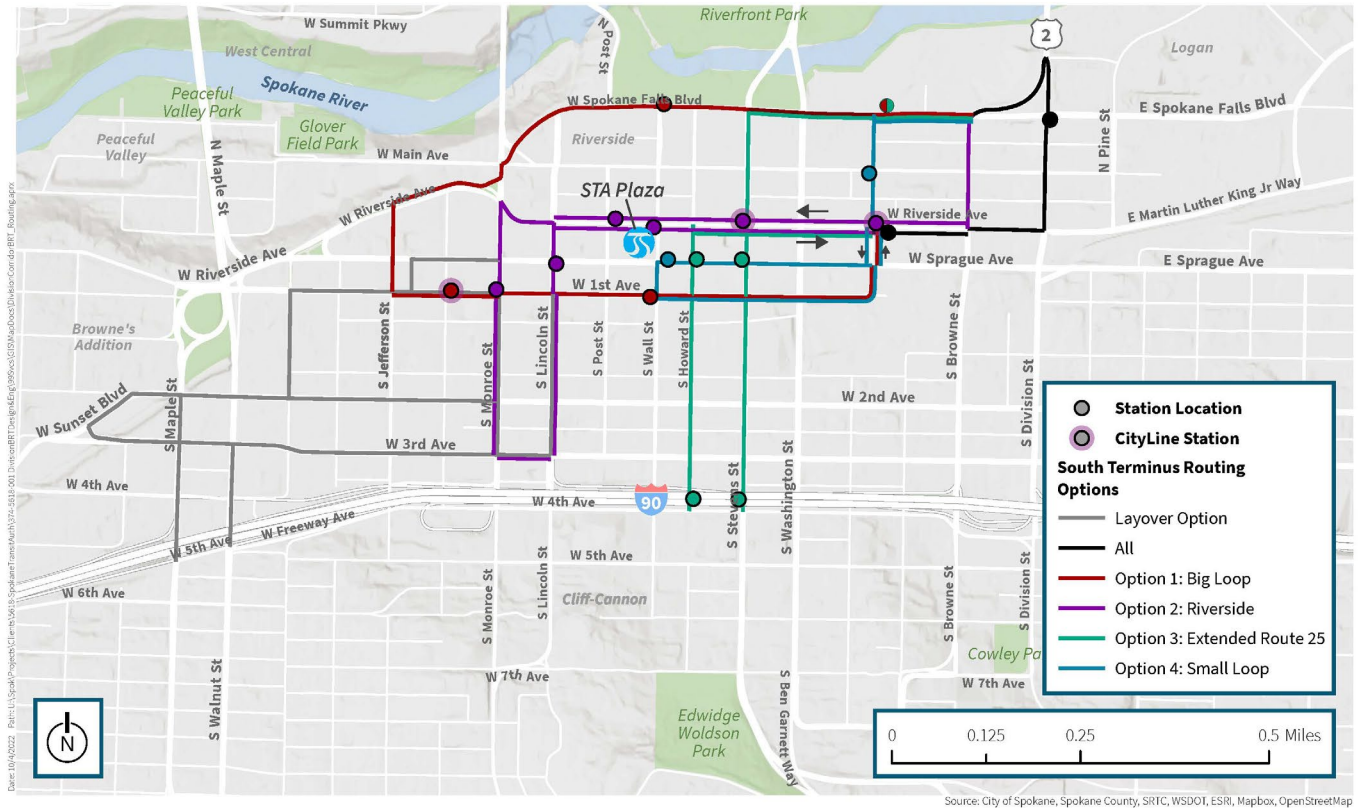 W Summit Pkwy
N Post St
Riverfront Park
2
Logan
West Central
Spokane River
Peaceful
Valley Park
Glover
Field Park
W Spokane Falls Blvd
E Spokane Falls Blvd
Peaceful
Valley
N Maple St
Riverside
N Pine St
W Main Ave
STA Plaza
W Riverside Ave
W Riverside Ave
E Martin Luther King Jr Way
W Riverside Ave
W Sprague Ave
E Sprague Ave
W 1st Ave
Browne's
Addition
S Jefferson St
S Monroe St
S Lincoln St
S Post St
S Wall St
S Howard St
S Browne St
S Division St
W Sunset Blvd
S Maple St
W 2nd Ave
W 3rd Ave
W 4th Ave
90
W 4th Ave
S Stevens St
S Washington St
W Freeway Ave
W 5th Ave
W 5th Ave
W 6th Ave
S Monroe St
S Lincoln St
Cliff-Cannon
S Browne St
S Division St
Cowley Pa
W 7th Ave
W 7th Ave
S Walnut St
Edwidge
Woldson
Park
S Ben Garnett Way
Station Location
CityLine Station
South Terminus Routing
Options
Layover Option
All
Option 1: Big Loop
Option 2: Riverside
Option 3: Extended Route 25
Option 4: Small Loop
N
0 0.125 0.25 0.5 Miles
Source: City of Spokane, Spokane County, SRTC, WSDOT, ESRI, Mapbox, OpenStreetMap